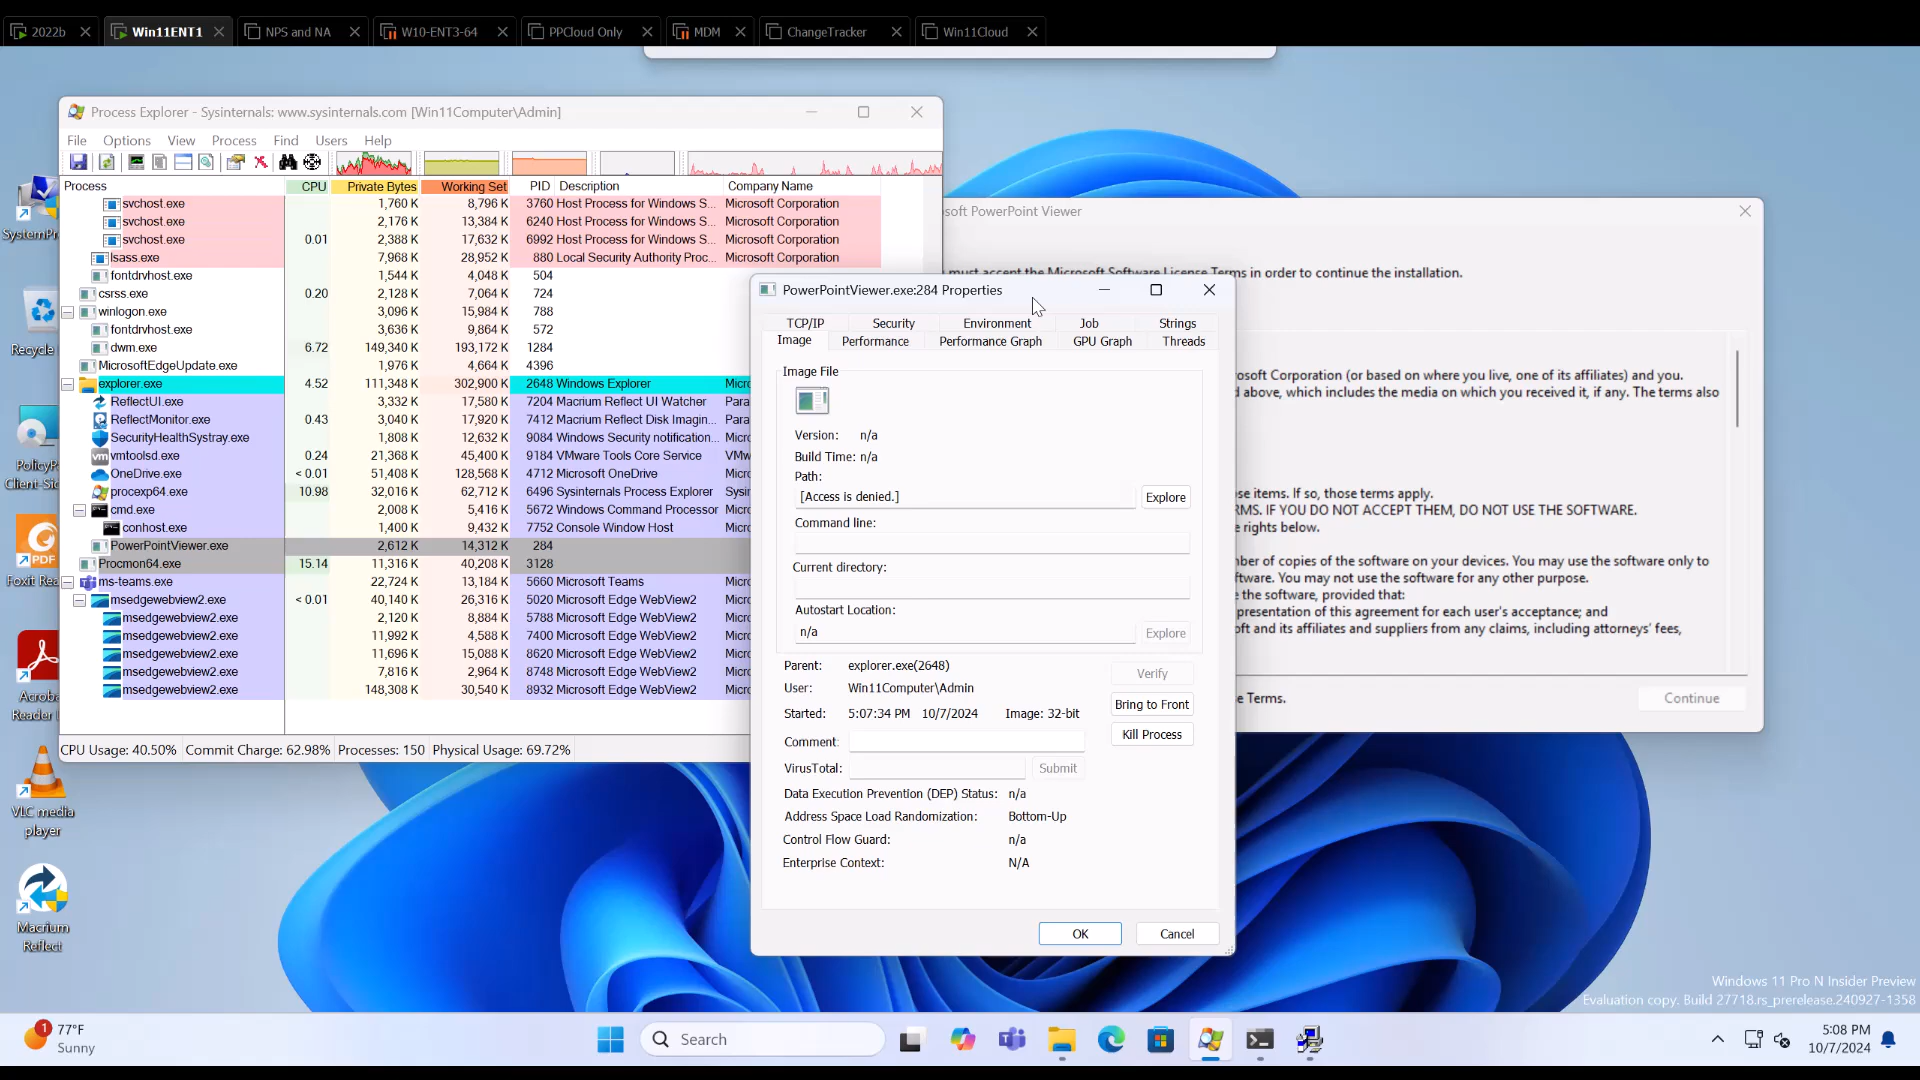 2022b
Win11ENT1
NPS and NA
W10-ENT3-64
PPCloud Only
MDM
ChangeTracker
Win11Cloud
Process Explorer - Sysinternals: www.sysinternals.com [Win11Computer\Admin]
File Options View Process Find Users Help
Process CPU Private Bytes Working Set PID Description Company Name
svchost.exe 1,760 K 8,796 K 3760 Host Process for Windows S... Microsoft Corporation
svchost.exe 2,176 K 13,384 K 6240 Host Process for Windows S... Microsoft Corporation
svchost.exe 0.01 2,388 K 17,632 K 6992 Host Process for Windows S... Microsoft Corporation
lsass.exe 7,968 K 28,952 K 880 Local Security Authority Proc... Microsoft Corporation
fontdrvhost.exe 1,544 K 4,048 K 504
csrss.exe 0.20 2,128 K 7,064 K 724
winlogon.exe 3,096 K 15,984 K 788
fontdrvhost.exe 3,636 K 9,864 K 572
dwm.exe 6.72 149,340 K 193,172 K 1284
MicrosoftEdgeUpdate.exe 1,976 K 4,664 K 4396
explorer.exe 4.52 111,348 K 302,900 K 2648 Windows Explorer Micro
ReflectUI.exe 3,332 K 17,580 K 7204 Macrium Reflect UI Watcher Para
ReflectMonitor.exe 0.43 3,040 K 17,920 K 7412 Macrium Reflect Disk Imagin... Para
SecurityHealthSystray.exe 1,808 K 12,632 K 9084 Windows Security notification... Micro
vmtoolsd.exe 0.24 21,368 K 45,400 K 9184 VMware Tools Core Service VMw
OneDrive.exe < 0.01 51,408 K 128,568 K 4712 Microsoft OneDrive Micro
procexp64.exe 10.98 32,016 K 62,712 K 6496 Sysinternals Process Explorer Sysin
cmd.exe 2,008 K 5,416 K 5672 Windows Command Processor Micro
conhost.exe 1,400 K 9,432 K 7752 Console Window Host Micro
PowerPointViewer.exe 2,612 K 14,312 K 284
Procmon64.exe 15.14 11,316 K 40,208 K 3128
ms-teams.exe 22,724 K 13,184 K 5660 Microsoft Teams Micro
msedgewebview2.exe < 0.01 40,140 K 26,316 K 5020 Microsoft Edge WebView2 Micro
msedgewebview2.exe 2,120 K 8,884 K 5788 Microsoft Edge WebView2 Micro
msedgewebview2.exe 11,992 K 4,588 K 7400 Microsoft Edge WebView2 Micro
msedgewebview2.exe 11,696 K 15,088 K 8620 Microsoft Edge WebView2 Micro
msedgewebview2.exe 7,816 K 2,964 K 8748 Microsoft Edge WebView2 Micro
msedgewebview2.exe 148,308 K 30,540 K 8932 Microsoft Edge WebView2 Micro
CPU Usage: 40.50% Commit Charge: 62.98% Processes: 150 Physical Usage: 69.72%
SystemPr
Recycle
PolicyP
Client-Sid
PDF
Foxit Rea
Acroba
Reader
VLC media
player
Macrium
Reflect
PowerPointViewer.exe:284 Properties
TCP/IP Security Environment Job Strings
Image Performance Performance Graph GPU Graph Threads
Image File
Version: n/a
Build Time: n/a
Path:
[Access is denied.] Explore
Command line:
Current directory:
Autostart Location:
n/a Explore
Parent: explorer.exe(2648)
Verify
User: Win11Computer\Admin
Bring to Front
Started: 5:07:34 PM 10/7/2024 Image: 32-bit
Kill Process
Comment:
VirusTotal: Submit
Data Execution Prevention (DEP) Status: n/a
Address Space Load Randomization: Bottom-Up
Control Flow Guard: n/a
Enterprise Context: N/A
OK Cancel
soft PowerPoint Viewer
must accept the Microsoft Software License Terms in order to continue the installation.
osoft Corporation (or based on where you live, one of its affiliates) and you.
d above, which includes the media on which you received it, if any. The terms also
se items. If so, those terms apply.
RMS. IF YOU DO NOT ACCEPT THEM, DO NOT USE THE SOFTWARE.
e rights below.
ber of copies of the software on your devices. You may use the software only to
ftware. You may not use the software for any other purpose.
e the software, provided that:
presentation of this agreement for each user's acceptance; and
oft and its affiliates and suppliers from any claims, including attorneys' fees,
e Terms.
Continue
Windows 11 Pro N Insider Preview
Evaluation copy. Build 27718.rs_prerelease.240927-1358
1
77°F
Sunny
Search
5:08 PM
10/7/2024